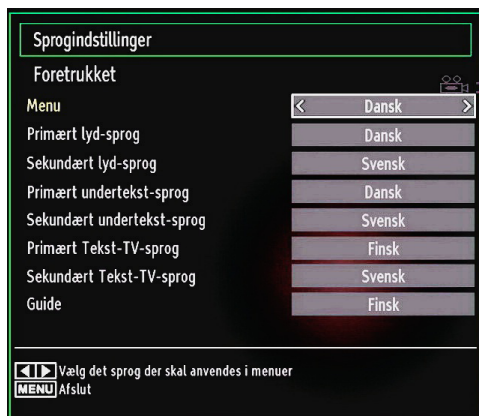 Sprogindstillinger
Foretrukket
Menu < Dansk >
Primært lyd-sprog Dansk
Sekundært lyd-sprog Svensk
Primært undertekst-sprog Dansk
Sekundært undertekst-sprog Svensk
Primært Tekst-TV-sprog Finsk
Sekundært Tekst-TV-sprog Svensk
Guide Finsk
Vælg det sprog der skal anvendes i menuer
MENU Afslut